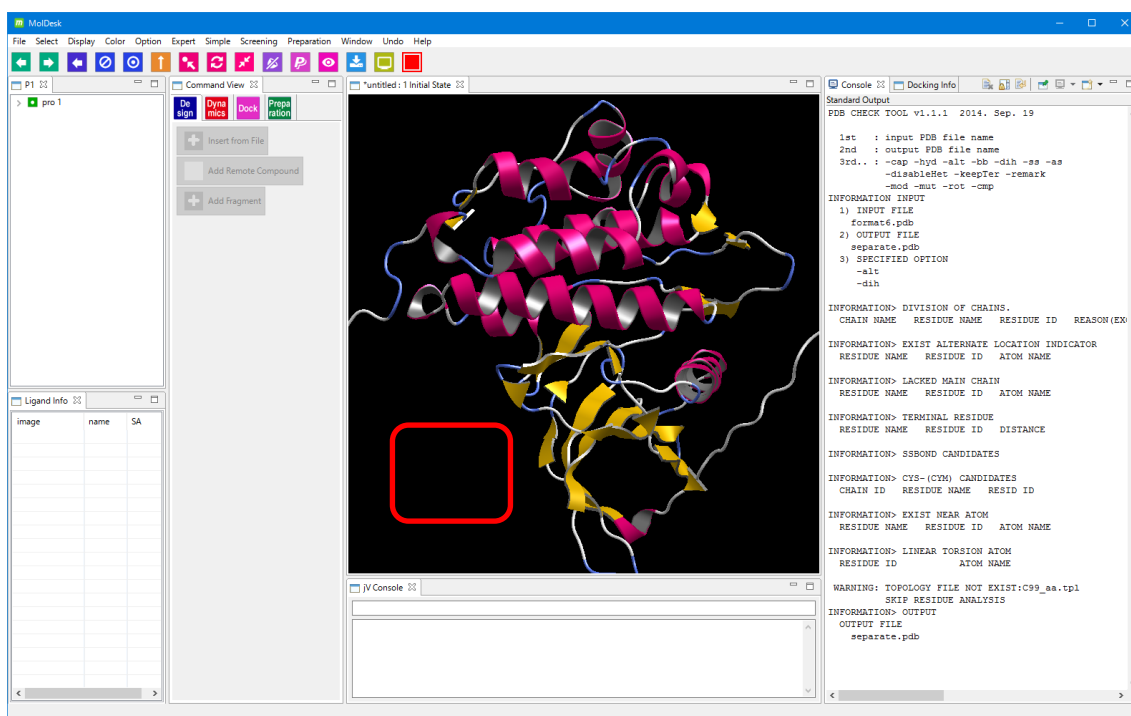 MolDesk
File Select Display Color Option Expert Simple Screening Preparation Window Undo Help
P1
pro 1
Command View
De sign
Dyna mics
Dock
Prepa ration
Insert from File
Add Remote Compound
Add Fragment
Ligand Info
image name SA
*untitled : 1 Initial State
jV Console
Console Docking Info
Standard Output
PDB CHECK TOOL v1.1.1 2014. Sep. 19
1st : input PDB file name
2nd : output PDB file name
3rd.. : -cap -hyd -alt -bb -dih -ss -as
-disableHet -keepTer -remark
-mod -mut -rot -cmp
INFORMATION INPUT
1) INPUT FILE
format6.pdb
2) OUTPUT FILE
separate.pdb
3) SPECIFIED OPTION
-alt
-dih
INFORMATION> DIVISION OF CHAINS.
CHAIN NAME RESIDUE NAME RESIDUE ID REASON(EX
INFORMATION> EXIST ALTERNATE LOCATION INDICATOR
RESIDUE NAME RESIDUE ID ATOM NAME
INFORMATION> LACKED MAIN CHAIN
RESIDUE NAME RESIDUE ID ATOM NAME
INFORMATION> TERMINAL RESIDUE
RESIDUE NAME RESIDUE ID DISTANCE
INFORMATION> SSBOND CANDIDATES
INFORMATION> CYS-(CYM) CANDIDATES
CHAIN ID RESIDUE NAME RESID ID
INFORMATION> EXIST NEAR ATOM
RESIDUE NAME RESIDUE ID ATOM NAME
INFORMATION> LINEAR TORSION ATOM
RESIDUE ID ATOM NAME
WARNING: TOPOLOGY FILE NOT EXIST:C99_aa.tpl
SKIP RESIDUE ANALYSIS
INFORMATION> OUTPUT
OUTPUT FILE
separate.pdb